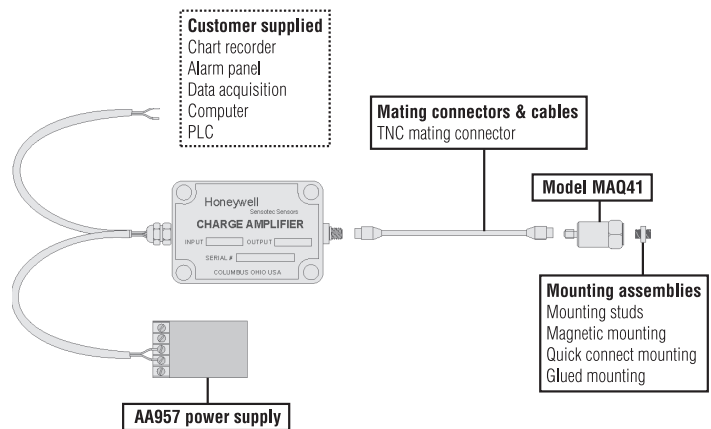 Customer supplied
Chart recorder
Alarm panel
Data acquisition
Computer
PLC
Mating connectors & cables
TNC mating connector
Model MAQ41
Honeywell
Sensotec Sensors
CHARGE AMPLIFIER
INPUT OUTPUT
SERIAL #
COLUMBUS OHIO USA
Mounting assemblies
Mounting studs
Magnetic mounting
Quick connect mounting
Glued mounting
AA957 power supply